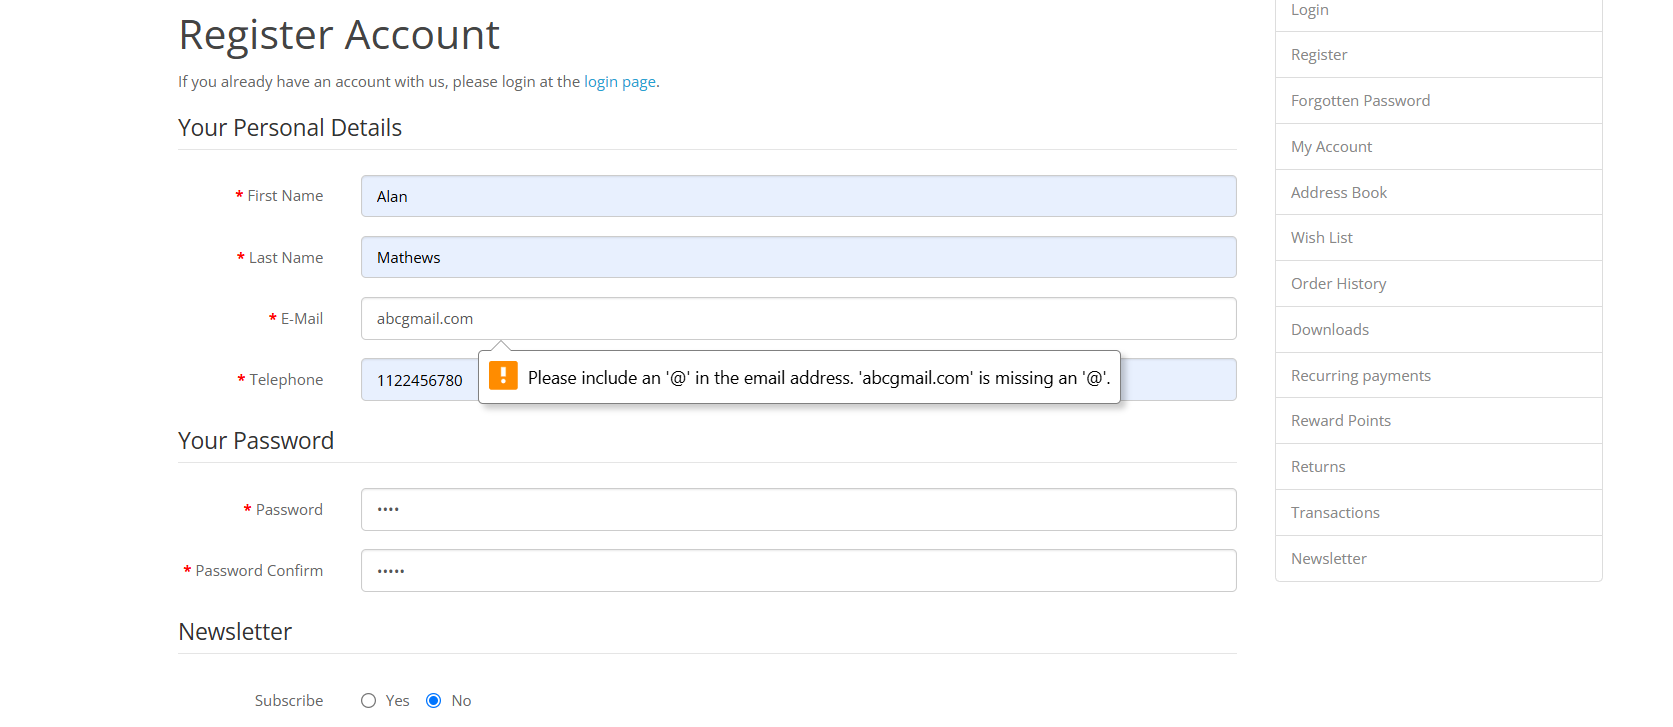 Register Account
If you already have an account with us, please login at the login page.
Your Personal Details
* First Name
Alan
* Last Name
Mathews
* E-Mail
abcgmail.com
Please include an '@' in the email address. 'abcgmail.com' is missing an '@'.
* Telephone
1122456780
Your Password
* Password
••••
* Password Confirm
•••••
Newsletter
Subscribe
Yes
No
Login
Register
Forgotten Password
My Account
Address Book
Wish List
Order History
Downloads
Recurring payments
Reward Points
Returns
Transactions
Newsletter